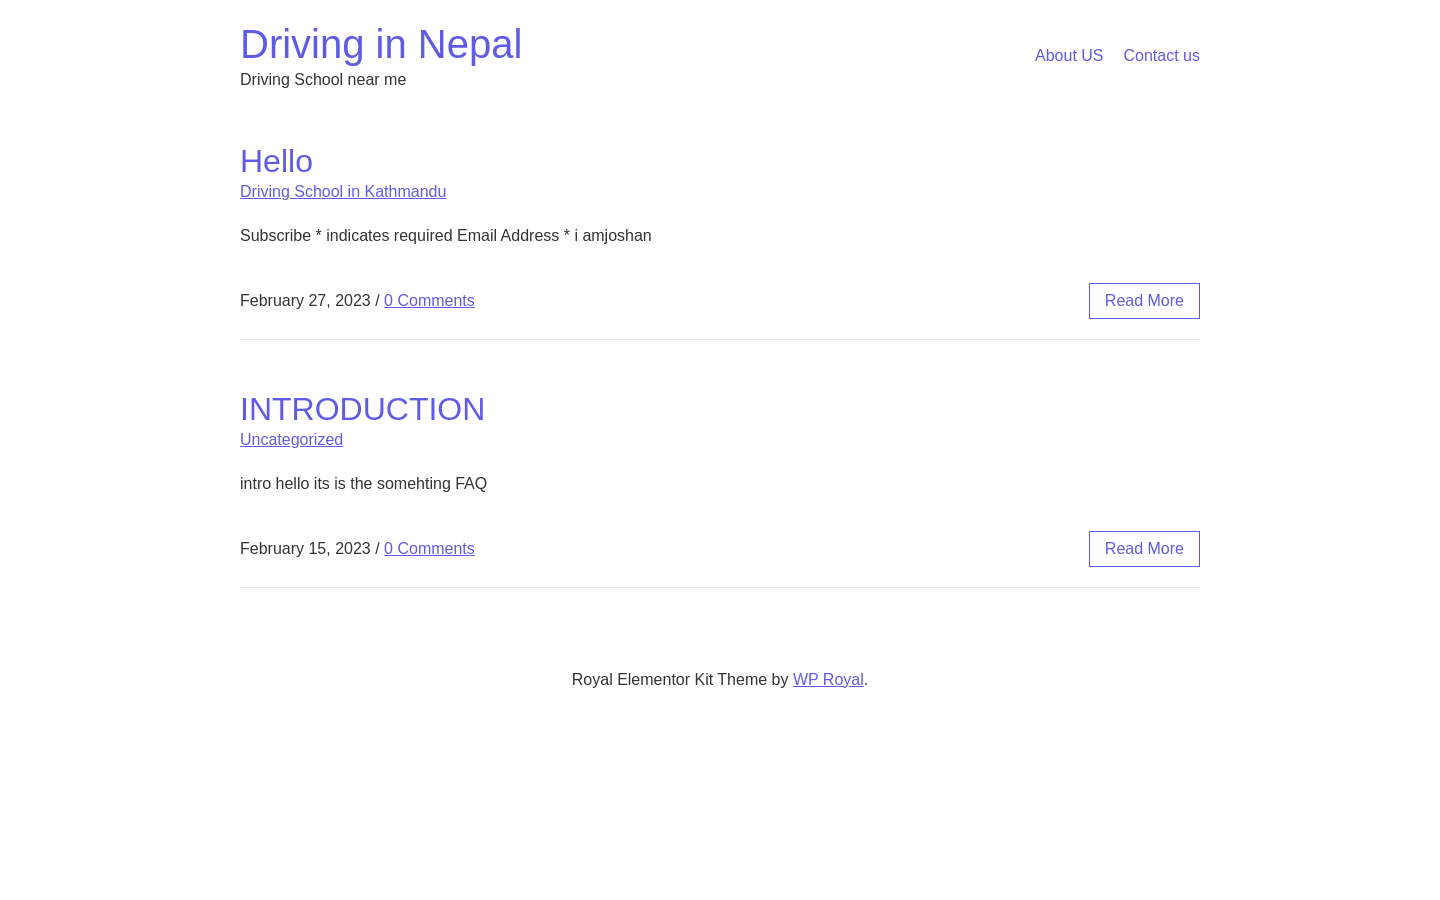 Driving in Nepal
Driving School near me
About US
Contact us
Hello
Driving School in Kathmandu
Subscribe * indicates required Email Address * i amjoshan
February 27, 2023 / 0 Comments
Read More
INTRODUCTION
Uncategorized
intro hello its is the somehting FAQ
February 15, 2023 / 0 Comments
Read More
Royal Elementor Kit Theme by WP Royal.